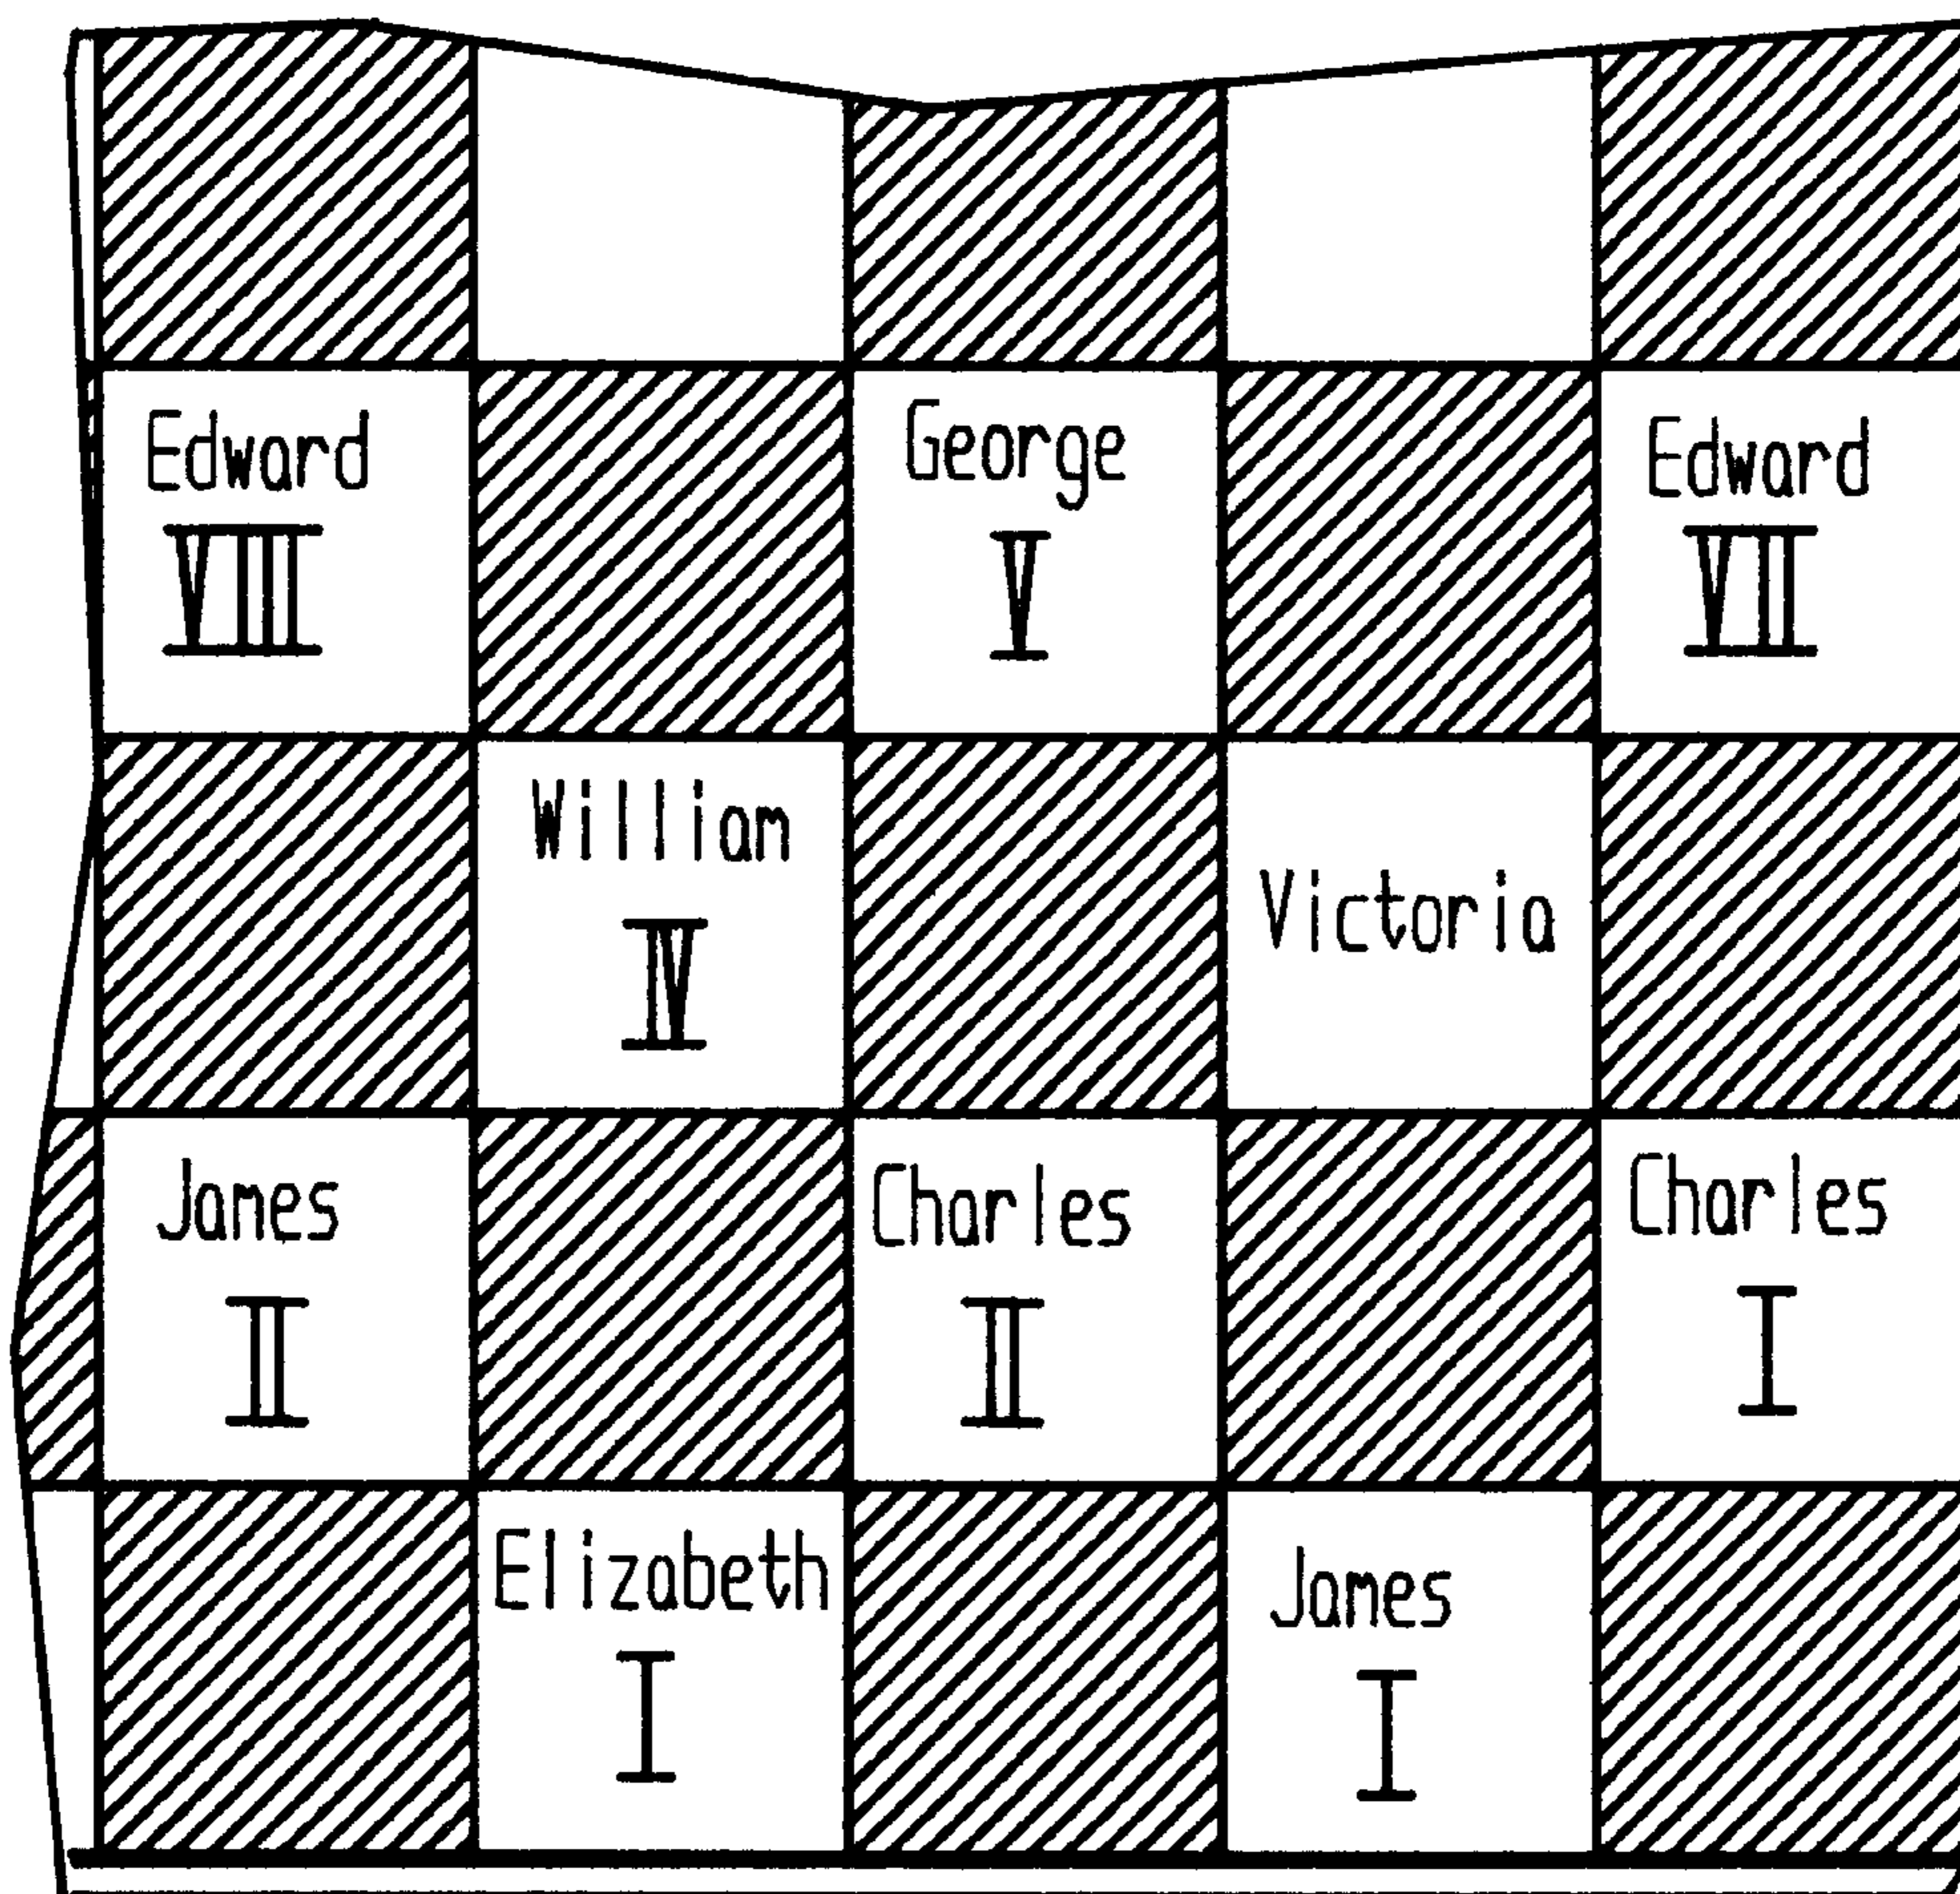 Edward
VIII
George
V
Edward
VII
William
IV
Victoria
James
II
Charles
II
Charles
I
Elizabeth
I
James
I